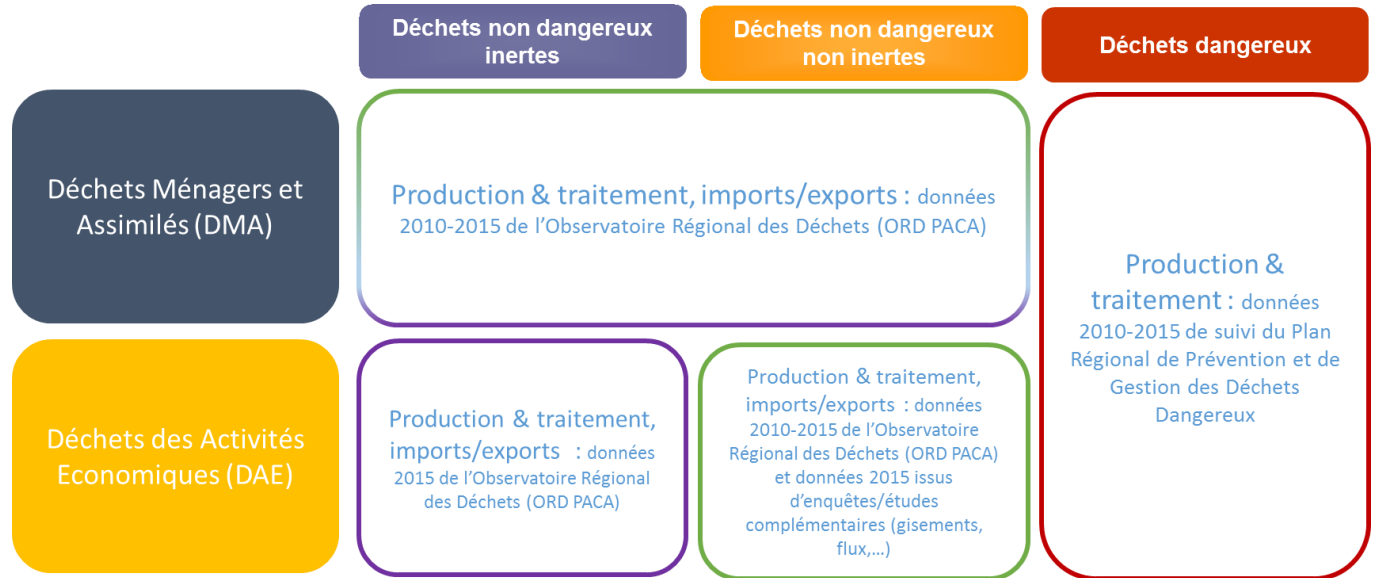 Déchets non dangereux
inertes
Déchets non dangereux
non inertes
Déchets dangereux
Déchets Ménagers et
Assimilés (DMA)
Production & traitement, imports/exports : données
2010-2015 de l’Observatoire Régional des Déchets (ORD PACA)
Production &
traitement : données
2010-2015 de suivi du Plan
Régional de Prévention et de
Gestion des Déchets
Dangereux
Déchets des Activités
Economiques (DAE)
Production & traitement,
imports/exports : données
2015 de l’Observatoire Régional
des Déchets (ORD PACA)
Production & traitement,
imports/exports : données
2010-2015 de l’Observatoire
Régional des Déchets (ORD PACA)
et données 2015 issus
d’enquêtes/études
complémentaires (gisements,
flux,...)